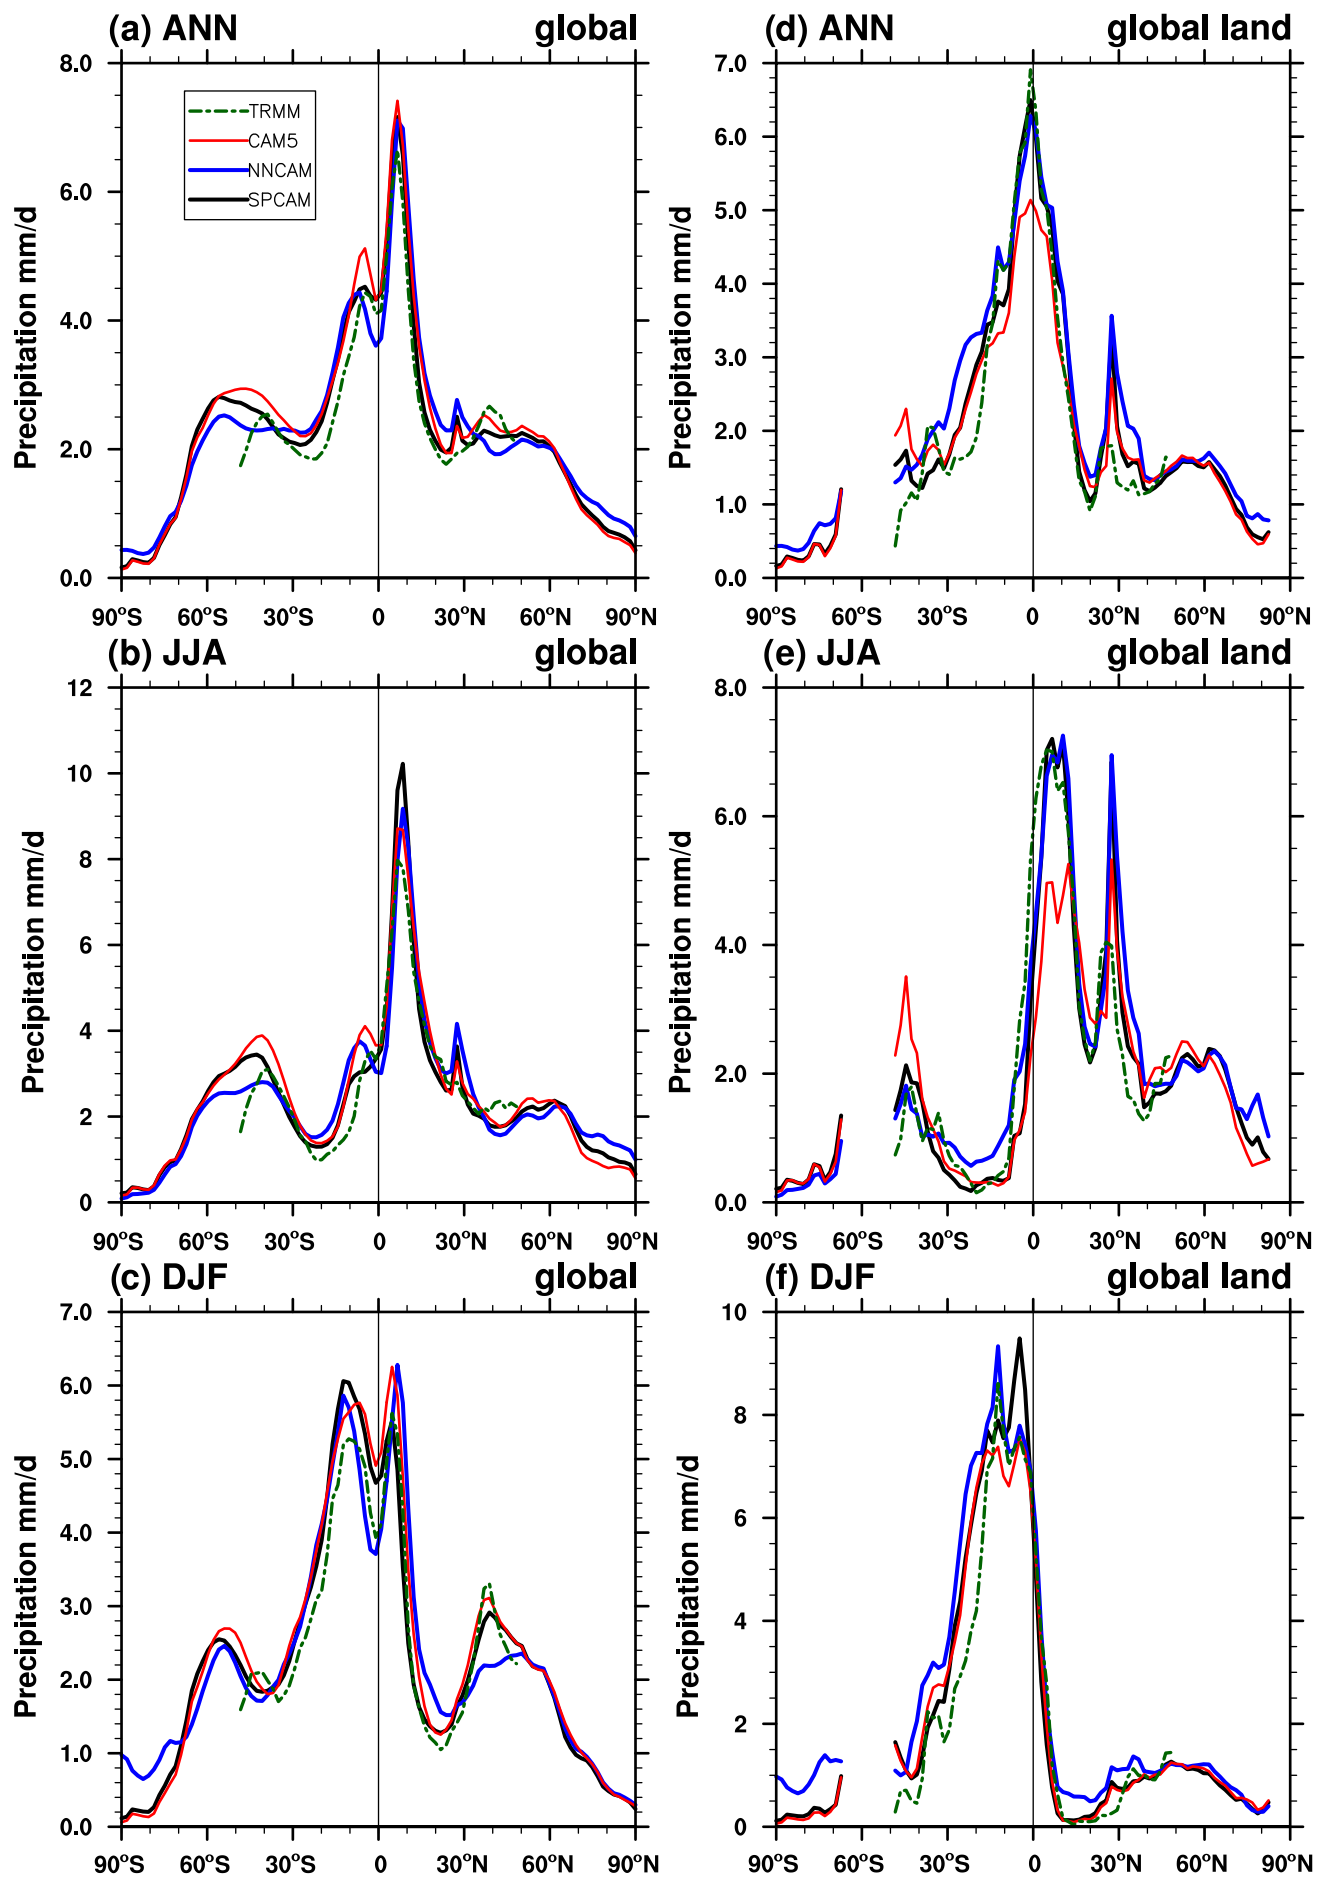 (a) ANN global
Precipitation mm/d
8.0
6.0
4.0
2.0
0.0
TRMM
CAM5
NNCAM
SPCAM
90°S 60°S 30°S 0 30°N 60°N 90°N
(d) ANN global land
Precipitation mm/d
7.0
6.0
5.0
4.0
3.0
2.0
1.0
0.0
90°S 60°S 30°S 0 30°N 60°N 90°N
(b) JJA global
Precipitation mm/d
12
10
8
6
4
2
0
90°S 60°S 30°S 0 30°N 60°N 90°N
(e) JJA global land
Precipitation mm/d
8.0
6.0
4.0
2.0
0.0
90°S 60°S 30°S 0 30°N 60°N 90°N
(c) DJF global
Precipitation mm/d
7.0
6.0
5.0
4.0
3.0
2.0
1.0
0.0
90°S 60°S 30°S 0 30°N 60°N 90°N
(f) DJF global land
Precipitation mm/d
10
8
6
4
2
0
90°S 60°S 30°S 0 30°N 60°N 90°N